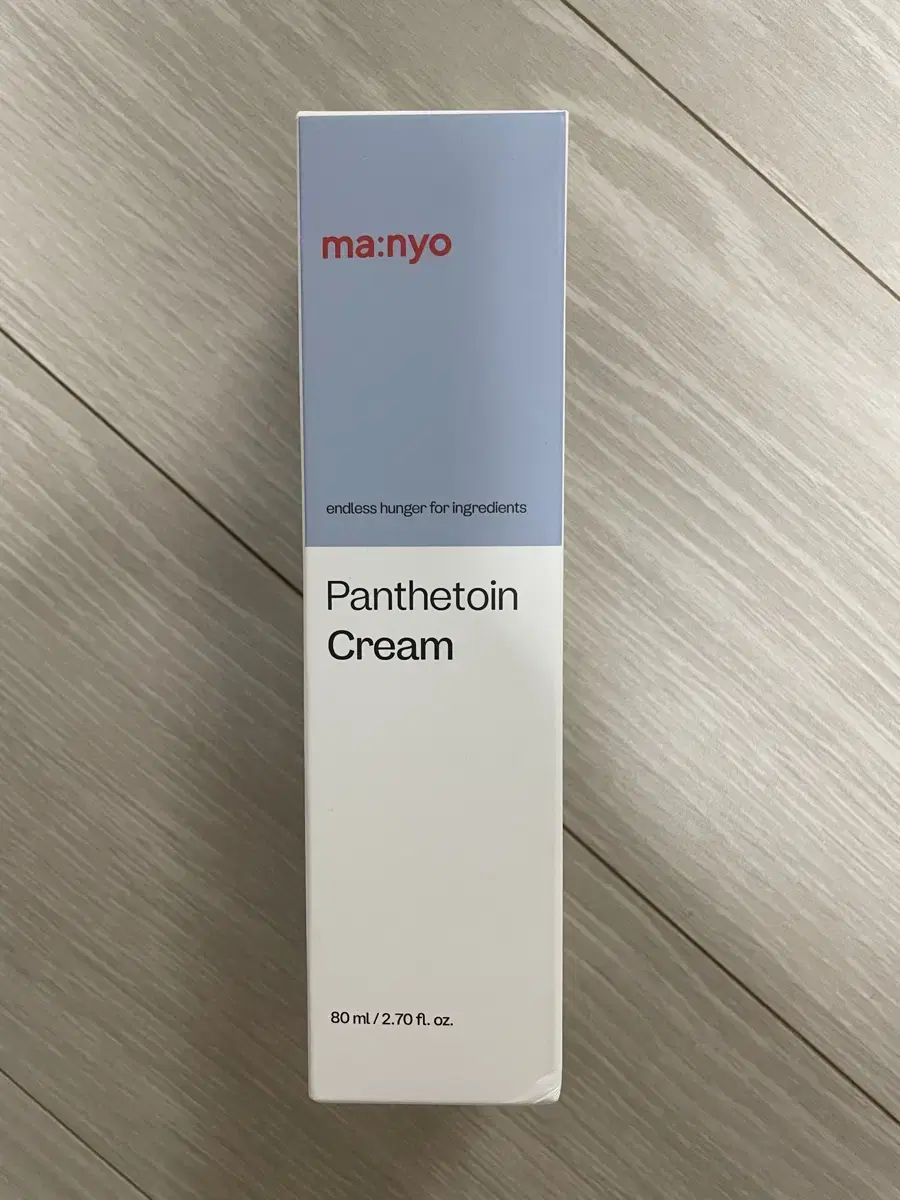 ma:nyo
endless hunger for ingredients
Panthetoin
Cream
80 ml / 2.70 fl. oz.